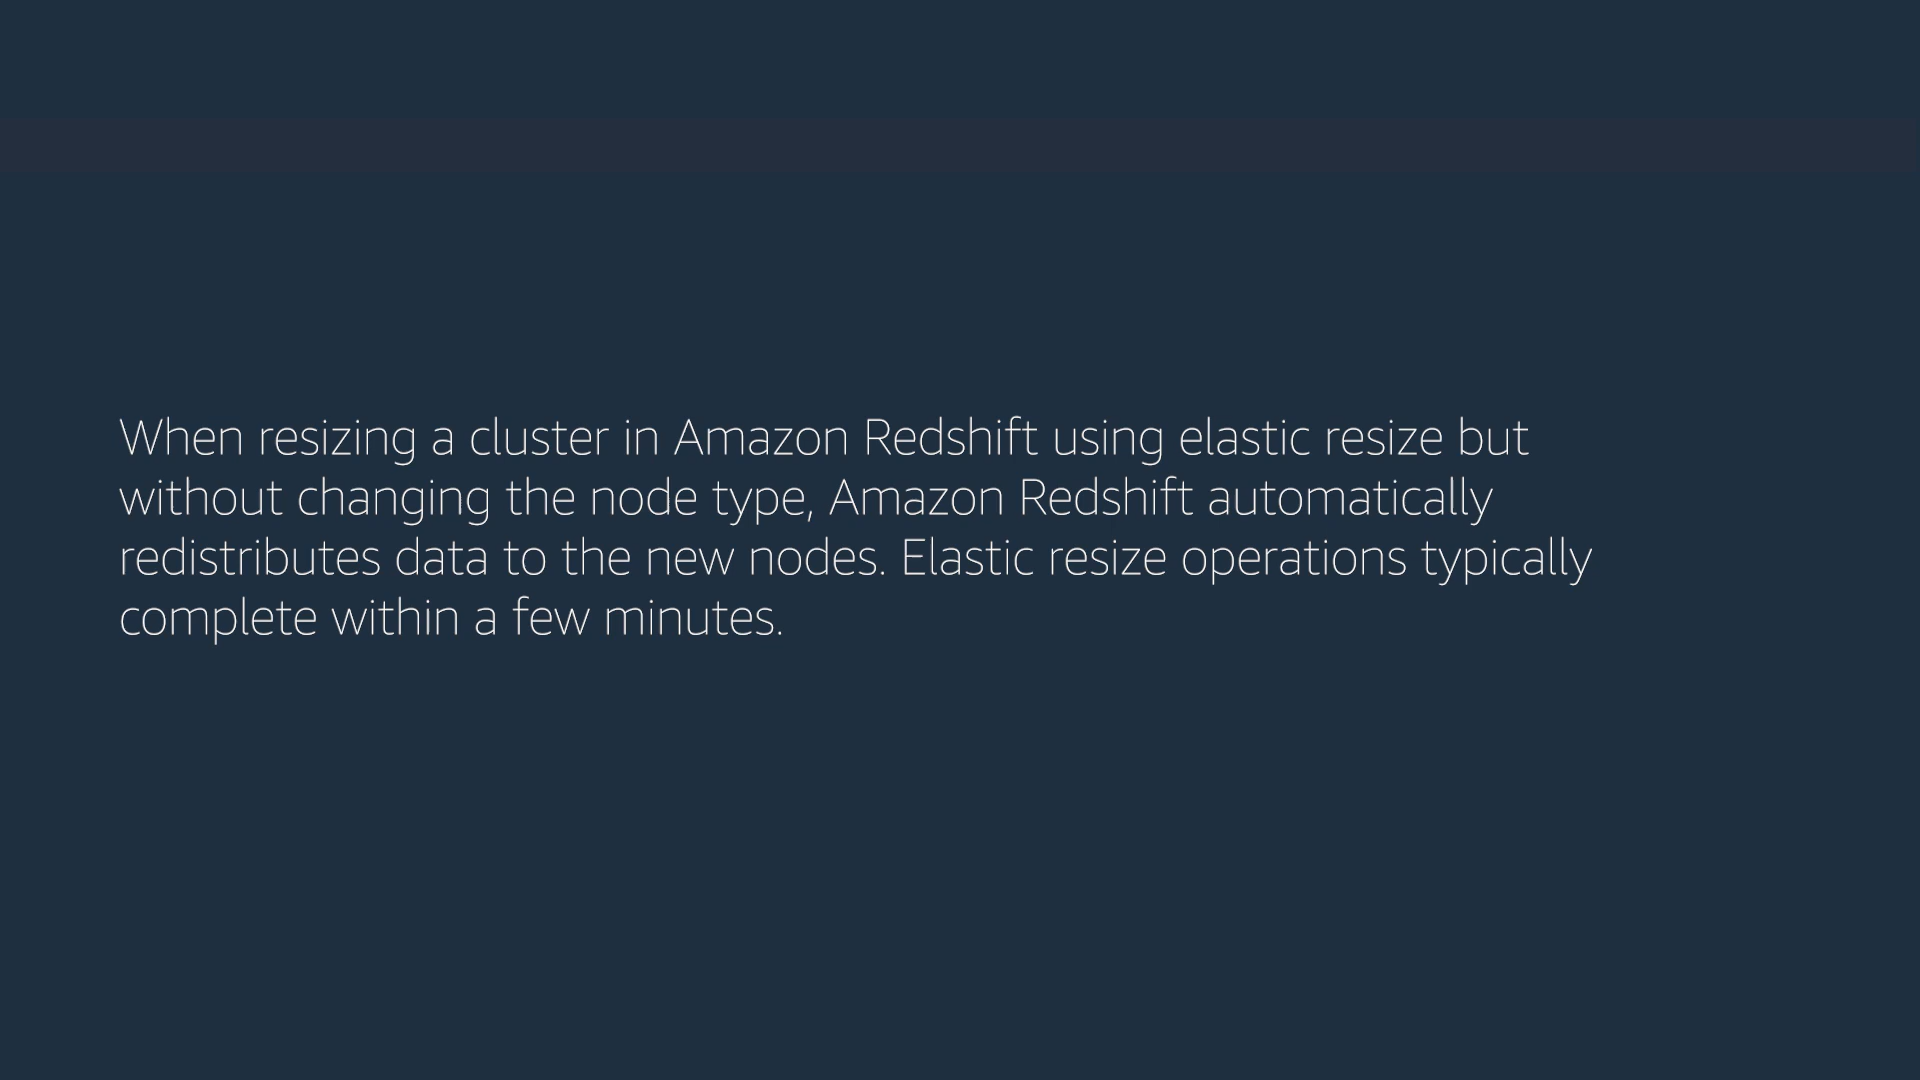 When resizing a cluster in Amazon Redshift using elastic resize but
without changing the node type, Amazon Redshift automatically
redistributes data to the new nodes. Elastic resize operations typically
complete within a few minutes.